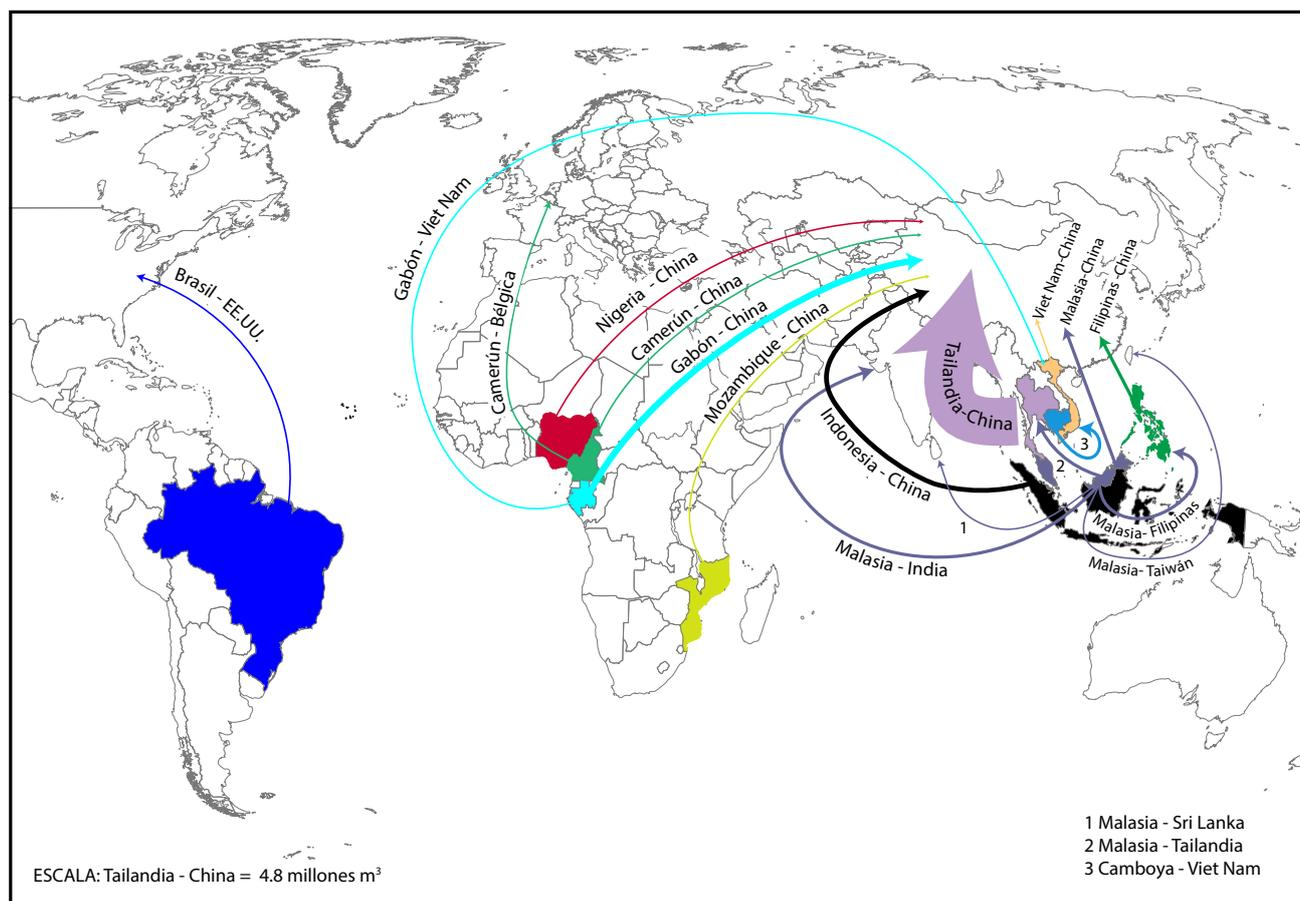 Gabón - Viet Nam
Brasil - EE.UU.
Camerún - Bélgica
Nigeria - China
Camerún - China
Gabón - China
Mozambique - China
Viet Nam-China
Malasia-China
Filipinas-China
Tailandia-China
Indonesia - China
3
2
1
Malasia- Filipinas
Malasia - India
Malasia- Taiwán
1 Malasia - Sri Lanka
2 Malasia - Tailandia
3 Camboya - Viet Nam
ESCALA: Tailandia - China = 4.8 millones m³